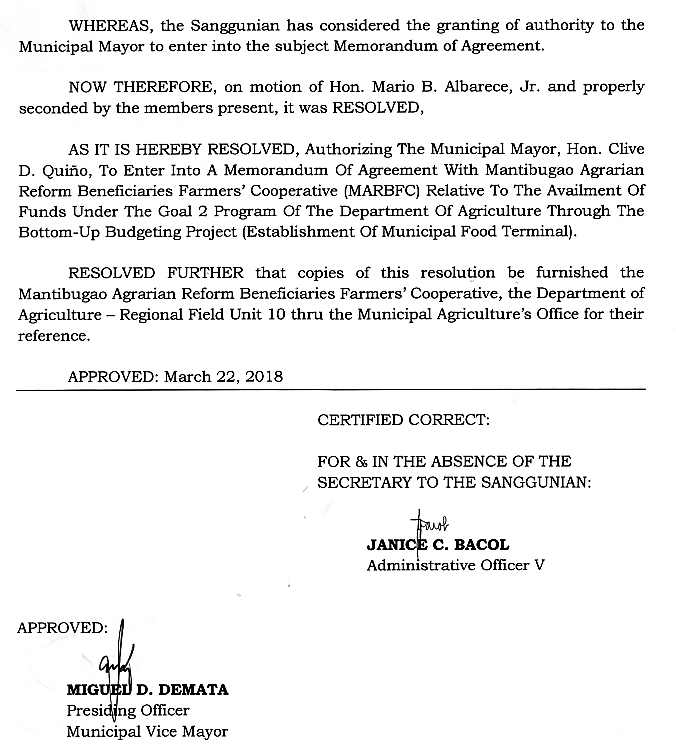 WHEREAS, the Sanggunian has considered the granting of authority to the
Municipal Mayor to enter into the subject Memorandum of Agreement.
NOW THEREFORE, on motion of Hon. Mario B. Albarece, Jr. and properly
seconded by the members present, it was RESOLVED,
AS IT IS HEREBY RESOLVED, Authorizing The Municipal Mayor, Hon. Clive
D. Quiño, To Enter Into A Memorandum Of Agreement With Mantibugao Agrarian
Reform Beneficiaries Farmers' Cooperative (MARBFC) Relative To The Availment Of
Funds Under The Goal 2 Program Of The Department Of Agriculture Through The
Bottom-Up Budgeting Project (Establishment Of Municipal Food Terminal).
RESOLVED FURTHER that copies of this resolution be furnished the
Mantibugao Agrarian Reform Beneficiaries Farmers' Cooperative, the Department of
Agriculture – Regional Field Unit 10 thru the Municipal Agriculture's Office for their
reference.
APPROVED: March 22, 2018
CERTIFIED CORRECT:
FOR & IN THE ABSENCE OF THE
SECRETARY TO THE SANGGUNIAN:
JANICE C. BACOL
Administrative Officer V
APPROVED:
MIGUEL D. DEMATA
Presiding Officer
Municipal Vice Mayor